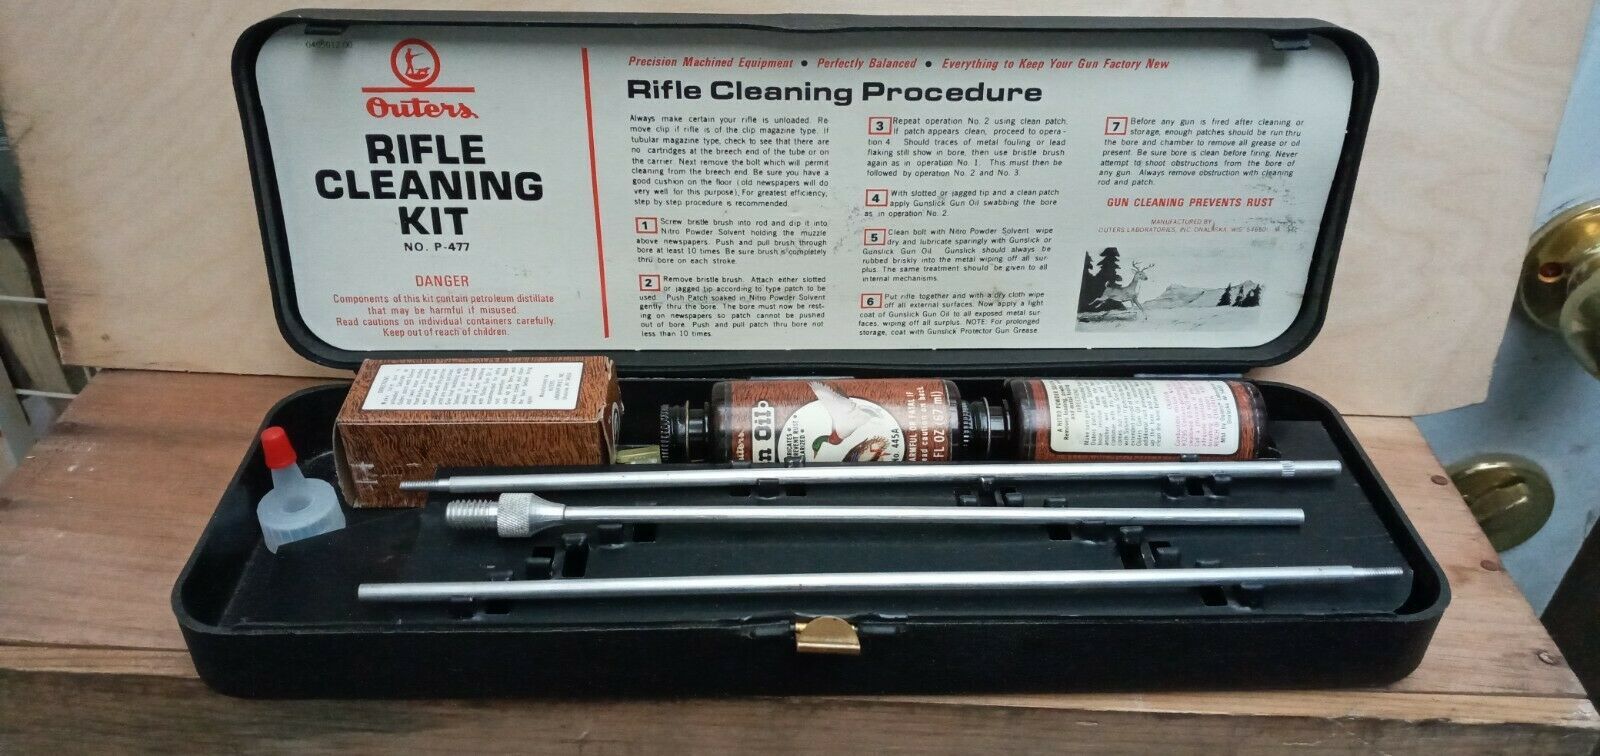 Outers
RIFLE
CLEANING
KIT
NO. P-477
DANGER
Components of this kit contain petroleum distillate
that may be harmful if misused.
Read cautions on individual containers carefully.
Keep out of reach of children.
Precision Machined Equipment ● Perfectly Balanced ● Everything to Keep Your Gun Factory New
Rifle Cleaning Procedure
Always make certain your rifle is unloaded. Re
move clip if rifle is of the clip magazine type. If
tubular magazine type, check to see that there are
no cartridges at the breech end of the tube or on
the carrier. Next remove the bolt which will permit
cleaning from the breech end. Be sure you have a
good cushion on the floor (old newspapers will do
very well for this purpose). For greatest efficiency,
step by step procedure is recommended.
1 Screw bristle brush into rod and dip it into
Nitro Powder Solvent holding the muzzle
above newspapers. Push and pull brush through
bore at least 10 times. Be sure brush is completely
thru bore on each stroke.
2 Remove bristle brush. Attach either slotted
or jagged tip according to type patch to be
used. Push Patch soaked in Nitro Powder Solvent
gently thru the bore. The bore must now be rest-
ing on newspapers so patch cannot be pushed
out of bore. Push and pull patch thru bore not
less than 10 times.
3 Repeat operation No. 2 using clean patch.
If patch appears clean, proceed to opera-
tion 4. Should traces of metal fouling or lead
flaking still show in bore, then use bristle brush
again as in operation No. 1. This must then be
followed by operation No. 2 and No. 3.
4 With slotted or jagged tip and a clean patch
apply Gunslick Gun Oil swabbing the bore
as in operation No. 2.
5 Clean bolt with Nitro Powder Solvent wipe
dry and lubricate sparingly with Gunslick or
Gunslick Gun Oil. Gunslick should always be
rubbed briskly into the metal wiping off all sur-
plus. The same treatment should be given to all
internal mechanisms.
6 Put rifle together and with a dry cloth wipe
off all external surfaces. Now apply a light
coat of Gunslick Gun Oil to all exposed metal sur-
faces, wiping off all surplus. NOTE: For prolonged
storage, coat with Gunslick Protector Gun Grease.
7 Before any gun is fired after cleaning or
storage, enough patches should be run thru
the bore and chamber to remove all grease or oil
present. Be sure bore is clean before firing. Never
attempt to shoot obstructions from the bore of
any gun. Always remove obstruction with cleaning
rod and patch.
GUN CLEANING PREVENTS RUST
MANUFACTURED BY
OUTERS LABORATORIES, INC. ONALASKA, WIS. 54650
n Oil
No. 445A
HARMFUL OR FATAL IF
FL OZ (67 ml)
A NITRO POWDER